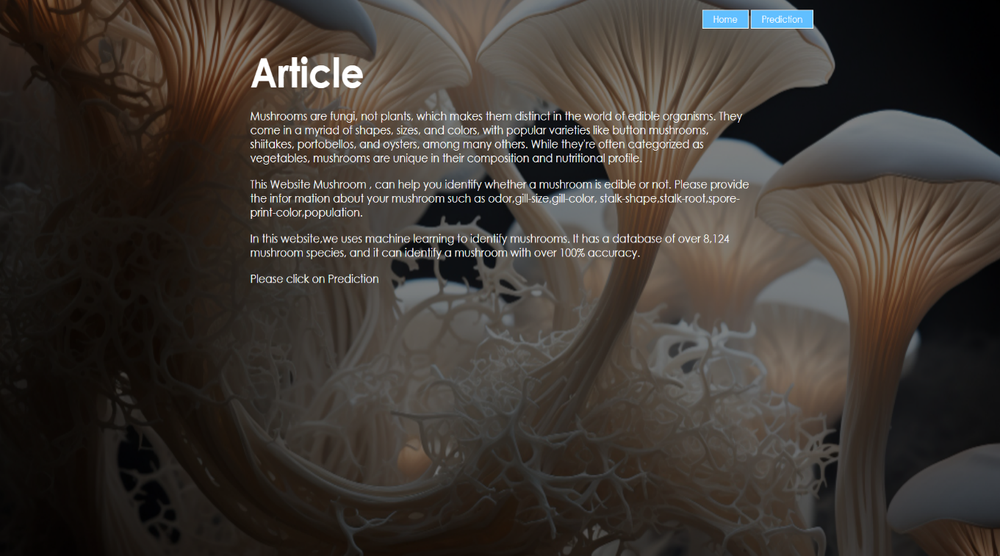 Home Prediction
Article
Mushrooms are fungi, not plants, which makes them distinct in the world of edible organisms. They
come in a myriad of shapes, sizes, and colors, with popular varieties like button mushrooms,
shiitakes, portobellos, and oysters, among many others. While they're often categorized as
vegetables, mushrooms are unique in their composition and nutritional profile.
This Website Mushroom , can help you identify whether a mushroom is edible or not. Please provide
the infor mation about your mushroom such as odor,gill-size,gill-color, stalk-shape,stalk-root,spore-
print-color,population.
In this website,we uses machine learning to identify mushrooms. It has a database of over 8,124
mushroom species, and it can identify a mushroom with over 100% accuracy.
Please click on Prediction